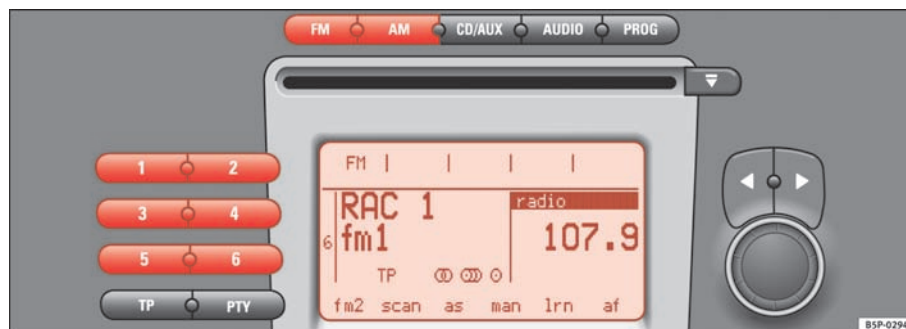 FM AM CD/AUX AUDIO PROG
FM
1 2
RAC 1 radio
3 4
6 fm1 107.9
5 6
TP
TP PTY
fm2 scan as man lrn af
B5P-0294